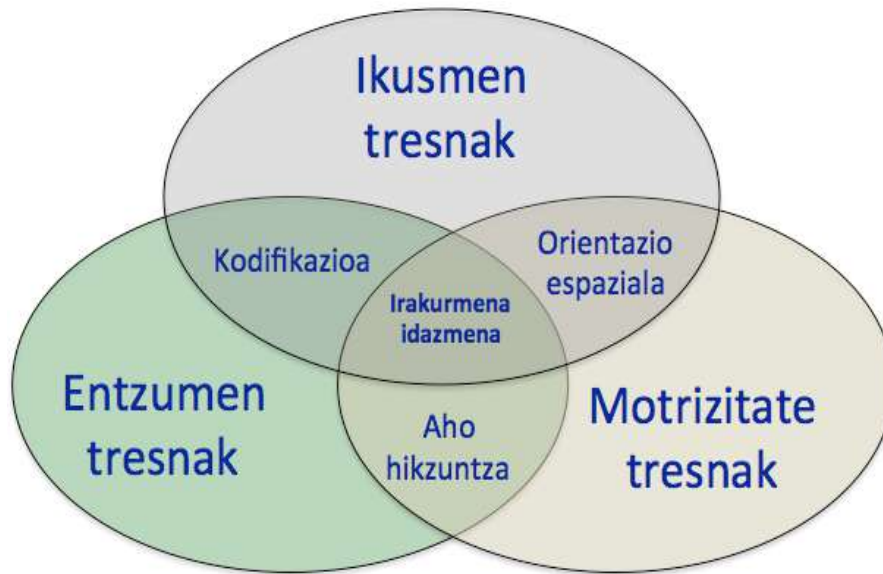 Ikusmen
tresnak
Kodifikazioa
Orientazio
espaziala
Irakurmena
idazmena
Entzumen
tresnak
Motrizitate
tresnak
Aho
hikzuntza